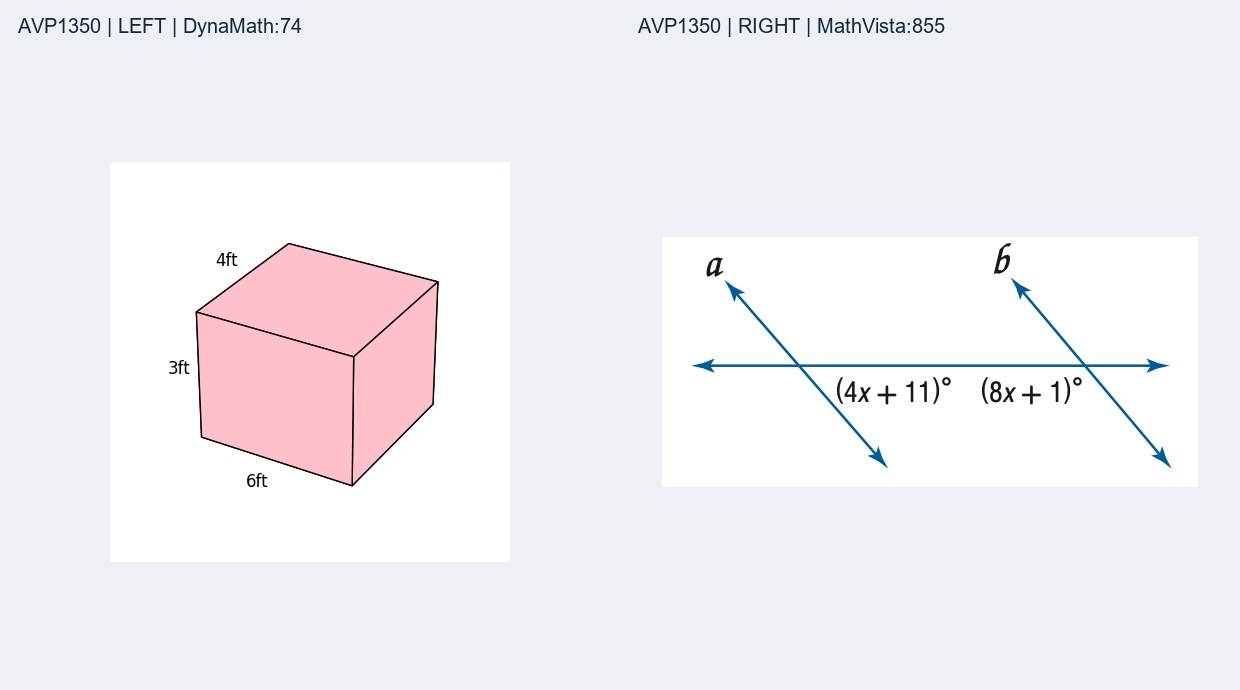 AVP1350 | LEFT | DynaMath:74
AVP1350 | RIGHT | MathVista:855
4ft
3ft
6ft
a
b
(4x + 11)° (8x + 1)°